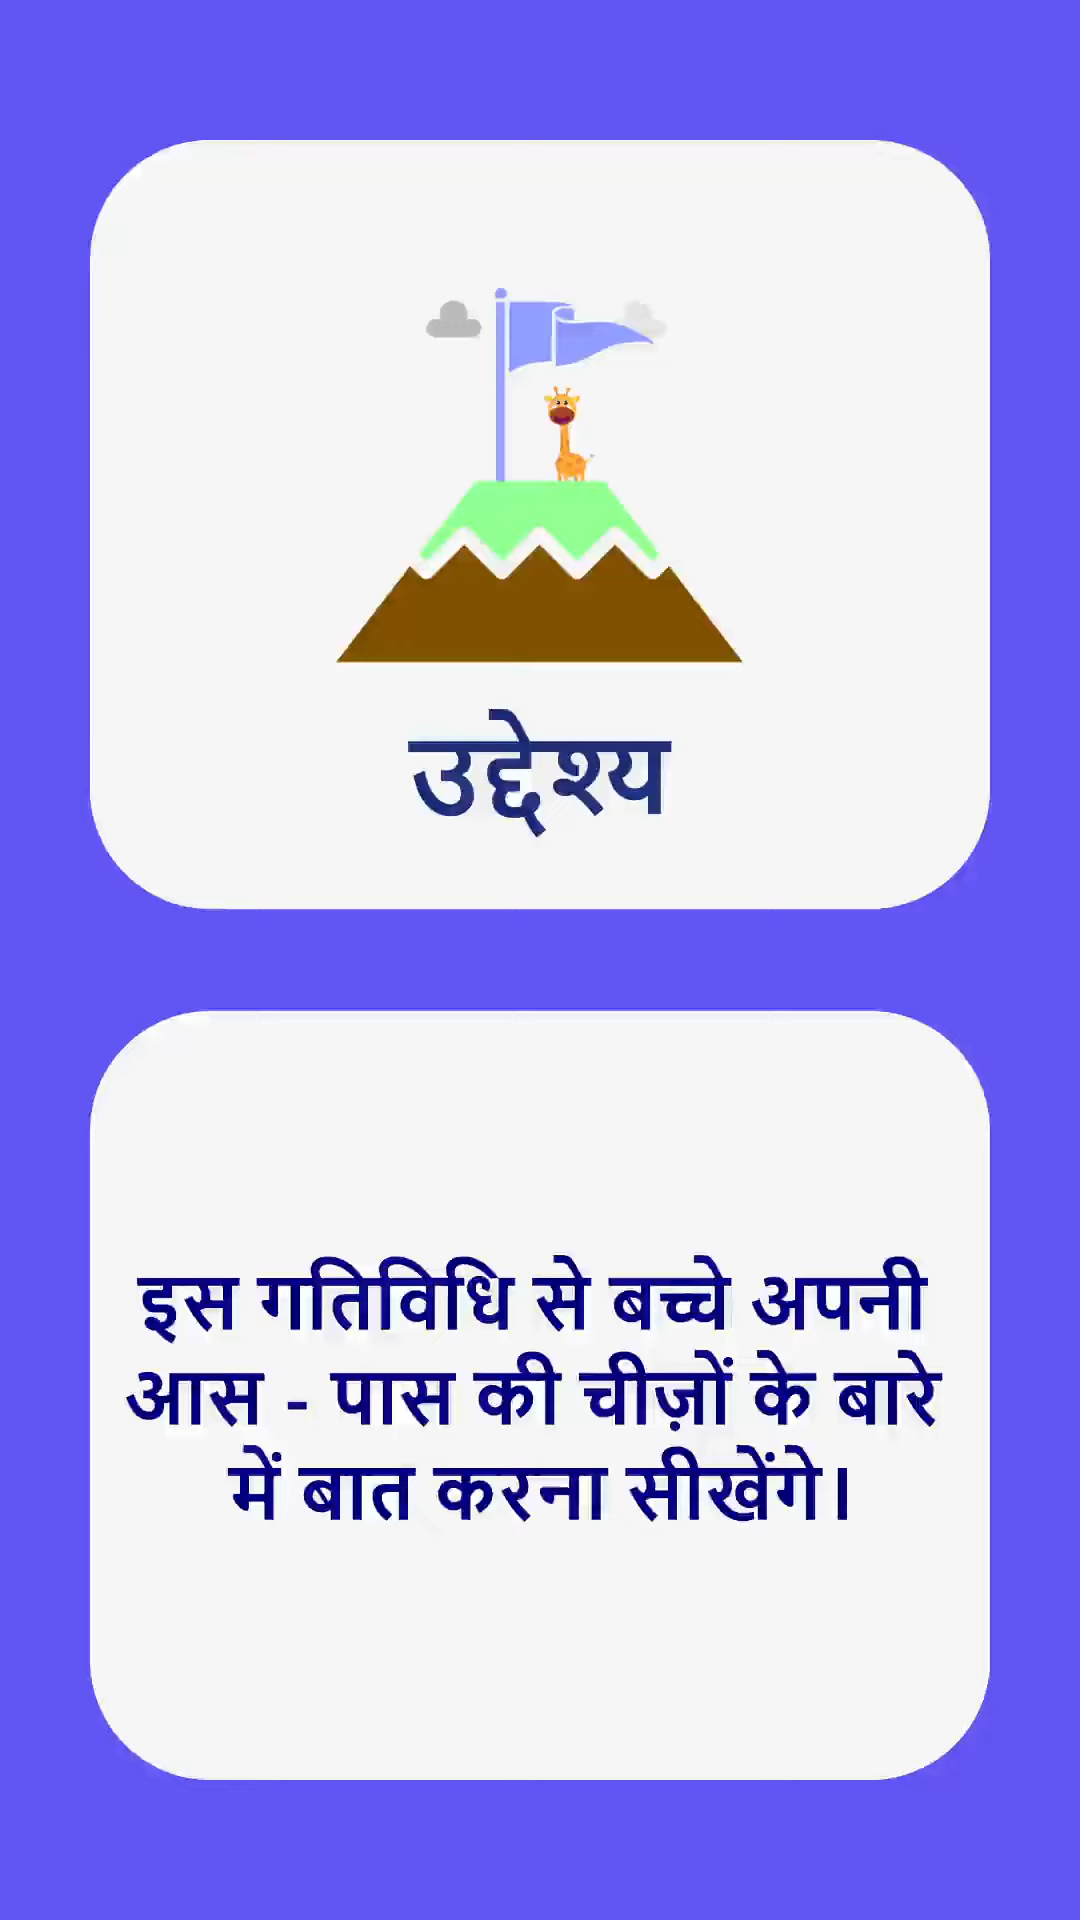 उद्देश्य
इस गतिविधि से बच्चे अपनी
आस - पास की चीज़ों के बारे
में बात करना सीखेंगे।